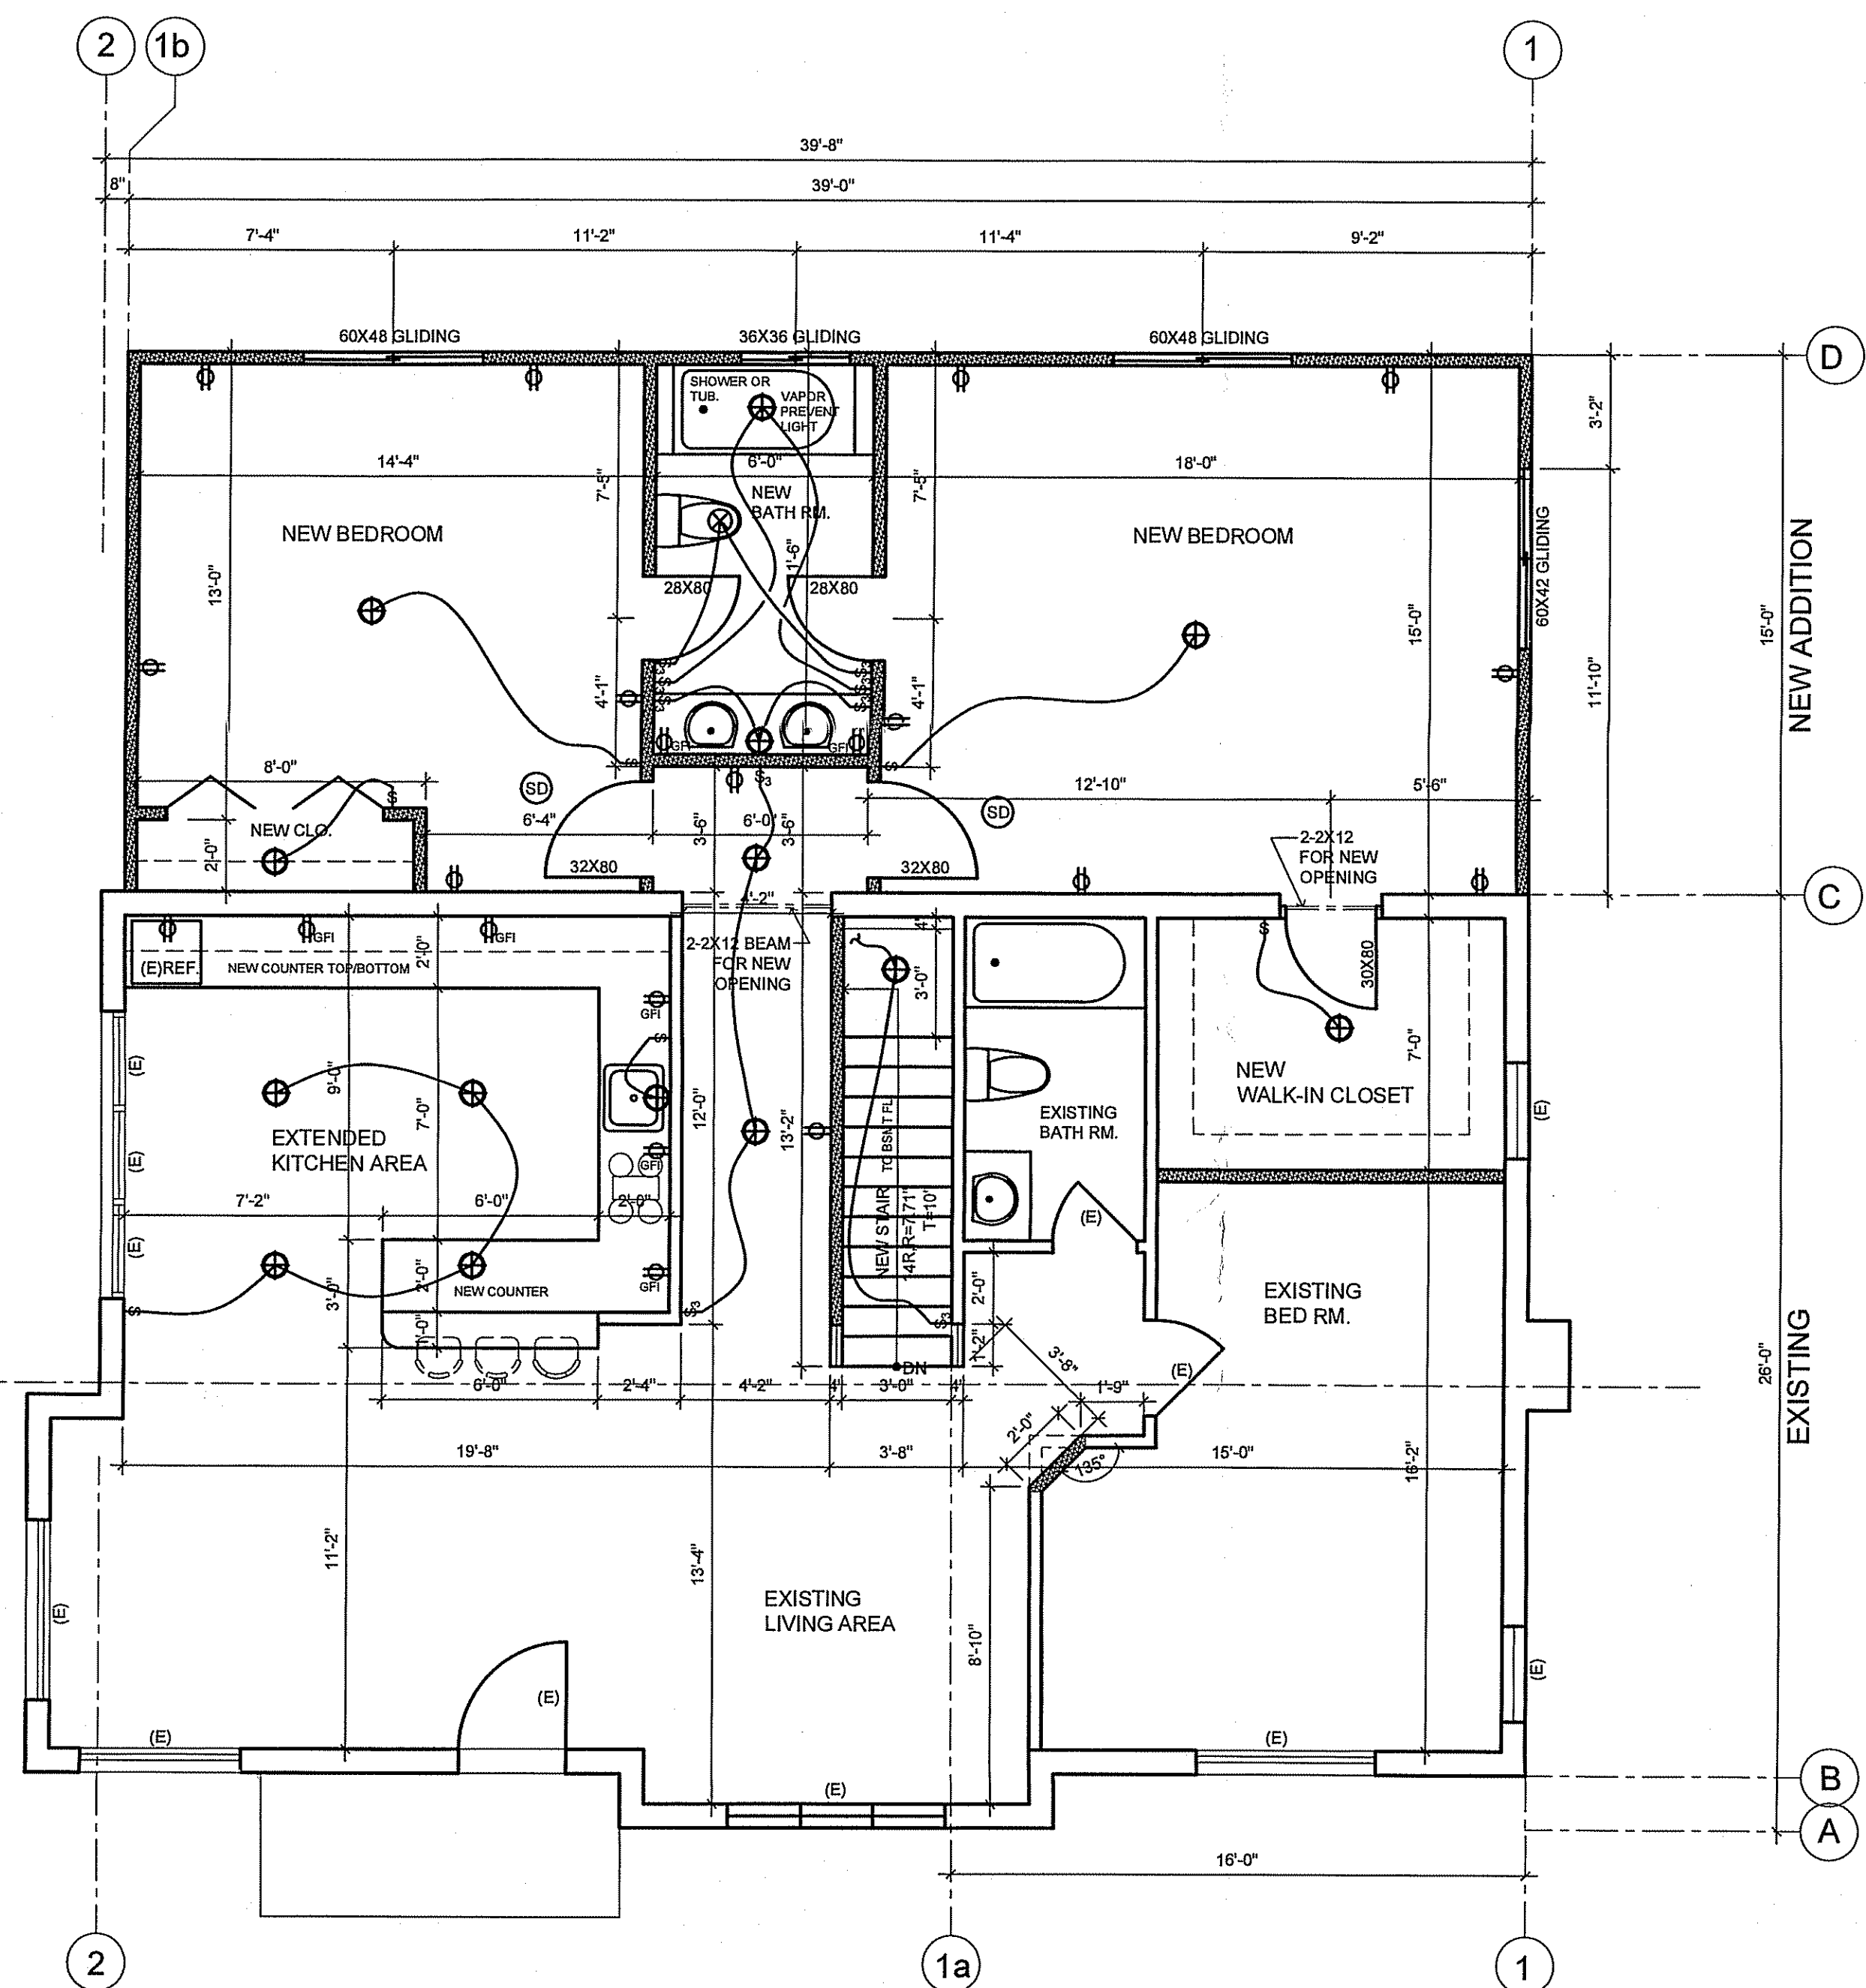 2
1b
1
39'-8"
8"
39'-0"
7'-4"
11'-2"
11'-4"
9'-2"
60X48 GLIDING
36X36 GLIDING
60X48 GLIDING
D
SHOWER OR
TUB.
VAPOR
PREVENT
LIGHT
3'-2"
14'-4"
6'-0"
18'-0"
7'-5"
7'-5"
NEW
BATH RM.
NEW BEDROOM
NEW BEDROOM
60X42 GLIDING
NEW ADDITION
13'-0"
1'-6"
28X80
28X80
15'-0"
15'-0"
4'-1"
4'-1"
11'-10"
S3
S3
S3
S3
S3
S3
GFI
GFI
S
S
S3
8'-0"
SD
12'-10"
5'-6"
S
SD
NEW CLO.
6'-4"
3'-6"
6'-0"
3'-6"
2-2X12
FOR NEW
OPENING
2'-0"
32X80
32X80
4'-2"
C
GFI
GFI
2'-0"
2-2X12 BEAM
FOR NEW
OPENING
4"
S
(E)REF.
NEW COUNTER TOP/BOTTOM
3'-0"
30X80
GFI
S
(E)
9'-0"
7'-0"
12'-0"
13'-2"
7'-0"
NEW
WALK-IN CLOSET
EXISTING
BATH RM.
(E)
EXTENDED
KITCHEN AREA
(E)
GFI
TO BSMT FL
7'-2"
6'-0"
2'-0"
NEW STAIR
14R,R=7.71"
T=10'
(E)
(E)
GFI
3'-0"
2'-0"
NEW COUNTER
2'-0"
EXISTING
BED RM.
S
S3
S3
1'-0"
1'-2"
3'-8"
(E)
DN
EXISTING
26'-0"
6'-0"
2'-4"
4'-2"
4"
3'-0"
4"
1'-9"
2'-0"
19'-8"
3'-8"
135°
15'-0"
16'-2"
11'-2"
13'-4"
8'-10"
EXISTING
LIVING AREA
(E)
(E)
(E)
(E)
(E)
(E)
B
A
16'-0"
2
1a
1